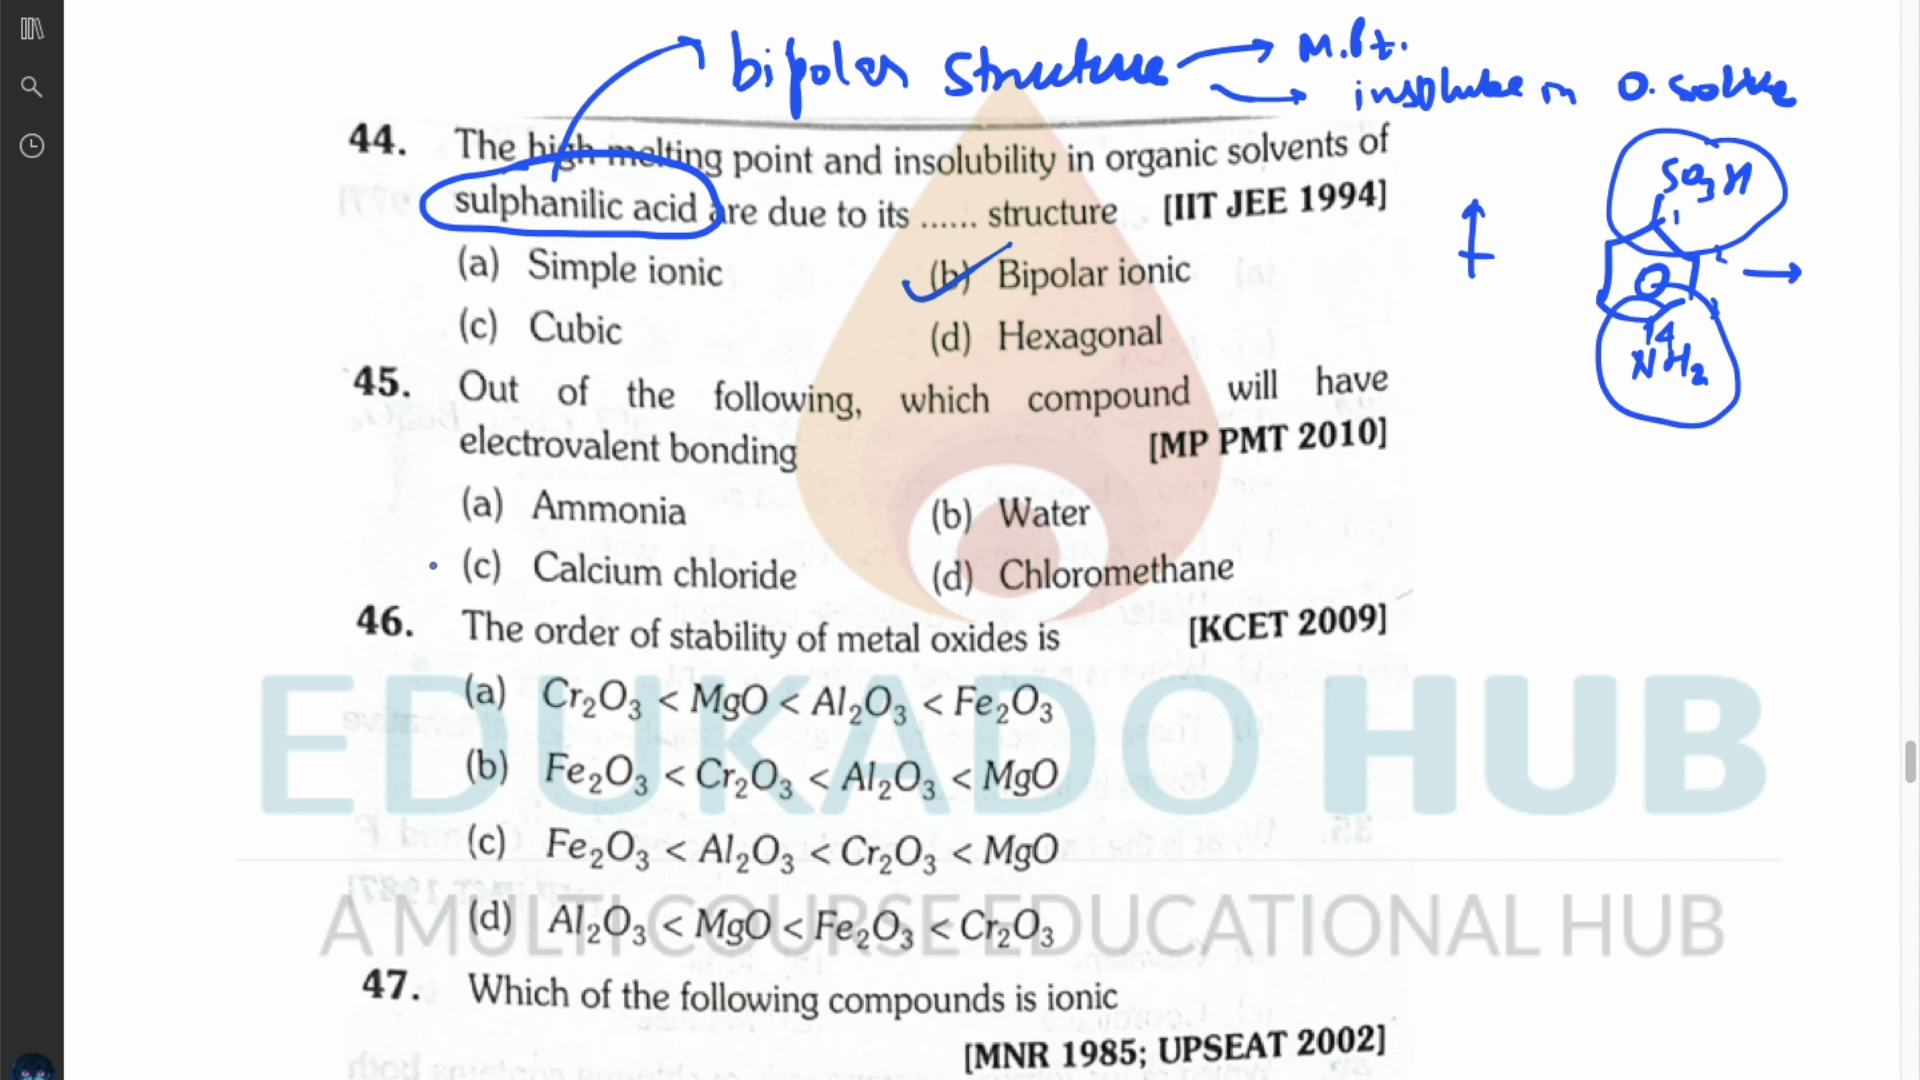 bipolar structure → M.Pt.
→ insoluble in O. solvte
44. The high melting point and insolubility in organic solvents of
sulphanilic acid are due to its ...... structure [IIT JEE 1994]
(a) Simple ionic (b) Bipolar ionic
(c) Cubic (d) Hexagonal
SO3H
1
2
4
NH2
45. Out of the following, which compound will have
electrovalent bonding [MP PMT 2010]
(a) Ammonia (b) Water
(c) Calcium chloride (d) Chloromethane
46. The order of stability of metal oxides is [KCET 2009]
(a) Cr₂O₃ < MgO < Al₂O₃ < Fe₂O₃
(b) Fe₂O₃ < Cr₂O₃ < Al₂O₃ < MgO
EDUKADO HUB
(c) Fe₂O₃ < Al₂O₃ < Cr₂O₃ < MgO
(d) Al₂O₃ < MgO < Fe₂O₃ < Cr₂O₃
A MULTI COURSE EDUCATIONAL HUB
47. Which of the following compounds is ionic
[MNR 1985; UPSEAT 2002]